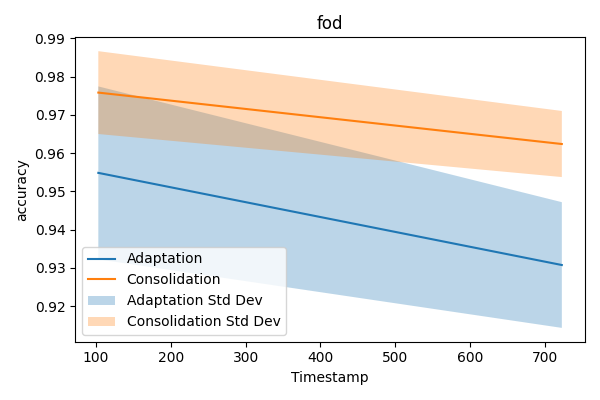 fod
0.99
0.98
0.97
0.96
0.95
0.94
0.93
0.92
accuracy
Adaptation
Consolidation
Adaptation Std Dev
Consolidation Std Dev
100 200 300 400 500 600 700
Timestamp